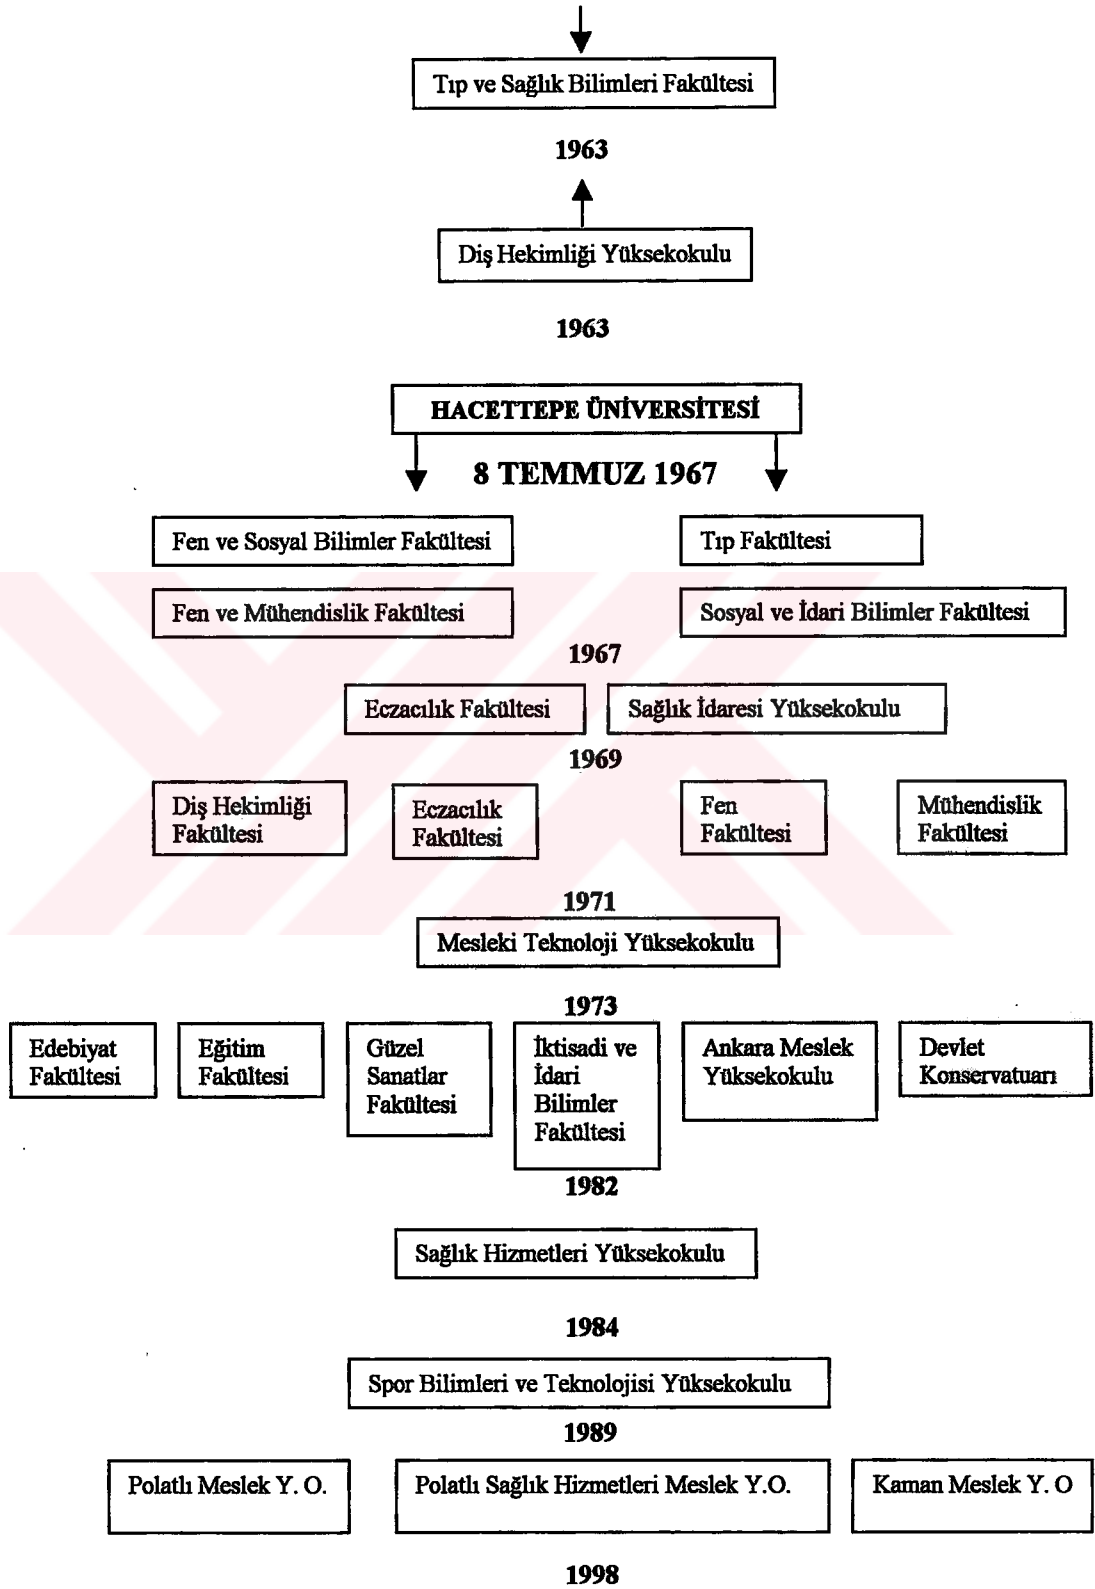 Tıp ve Sağlık Bilimleri Fakültesi
1963
Diş Hekimliği Yüksekokulu
1963
HACETTEPE ÜNİVERSİTESİ
8 TEMMUZ 1967
Fen ve Sosyal Bilimler Fakültesi
Tıp Fakültesi
Fen ve Mühendislik Fakültesi
Sosyal ve İdari Bilimler Fakültesi
1967
Eczacılık Fakültesi
Sağlık İdaresi Yüksekokulu
1969
Diş Hekimliği
Fakültesi
Eczacılık
Fakültesi
Fen
Fakültesi
Mühendislik
Fakültesi
1971
Mesleki Teknoloji Yüksekokulu
1973
Edebiyat
Fakültesi
Eğitim
Fakültesi
Güzel
Sanatlar
Fakültesi
İktisadi ve
İdari
Bilimler
Fakültesi
Ankara Meslek
Yüksekokulu
Devlet
Konservatuarı
1982
Sağlık Hizmetleri Yüksekokulu
1984
Spor Bilimleri ve Teknolojisi Yüksekokulu
1989
Polatlı Meslek Y. O.
Polatlı Sağlık Hizmetleri Meslek Y.O.
Kaman Meslek Y. O
1998